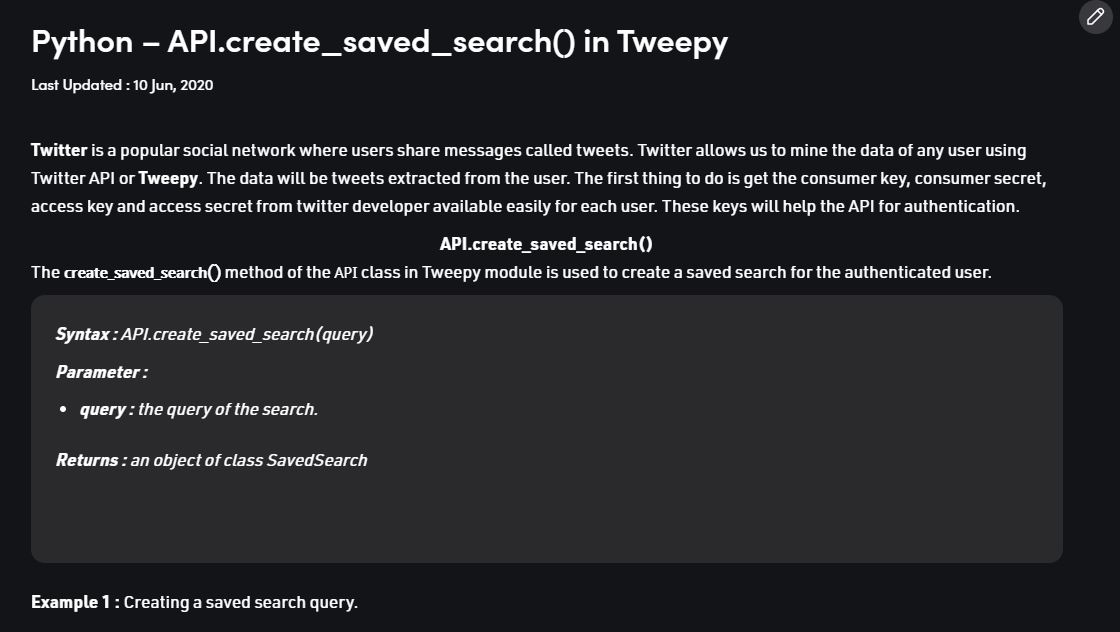 Python – API.create_saved_search() in Tweepy
Last Updated : 10 Jun, 2020
Twitter is a popular social network where users share messages called tweets. Twitter allows us to mine the data of any user using
Twitter API or Tweepy. The data will be tweets extracted from the user. The first thing to do is get the consumer key, consumer secret,
access key and access secret from twitter developer available easily for each user. These keys will help the API for authentication.
API.create_saved_search()
The create_saved_search() method of the API class in Tweepy module is used to create a saved search for the authenticated user.
Syntax : API.create_saved_search(query)
Parameter :
• query : the query of the search.
Returns : an object of class SavedSearch
Example 1 : Creating a saved search query.